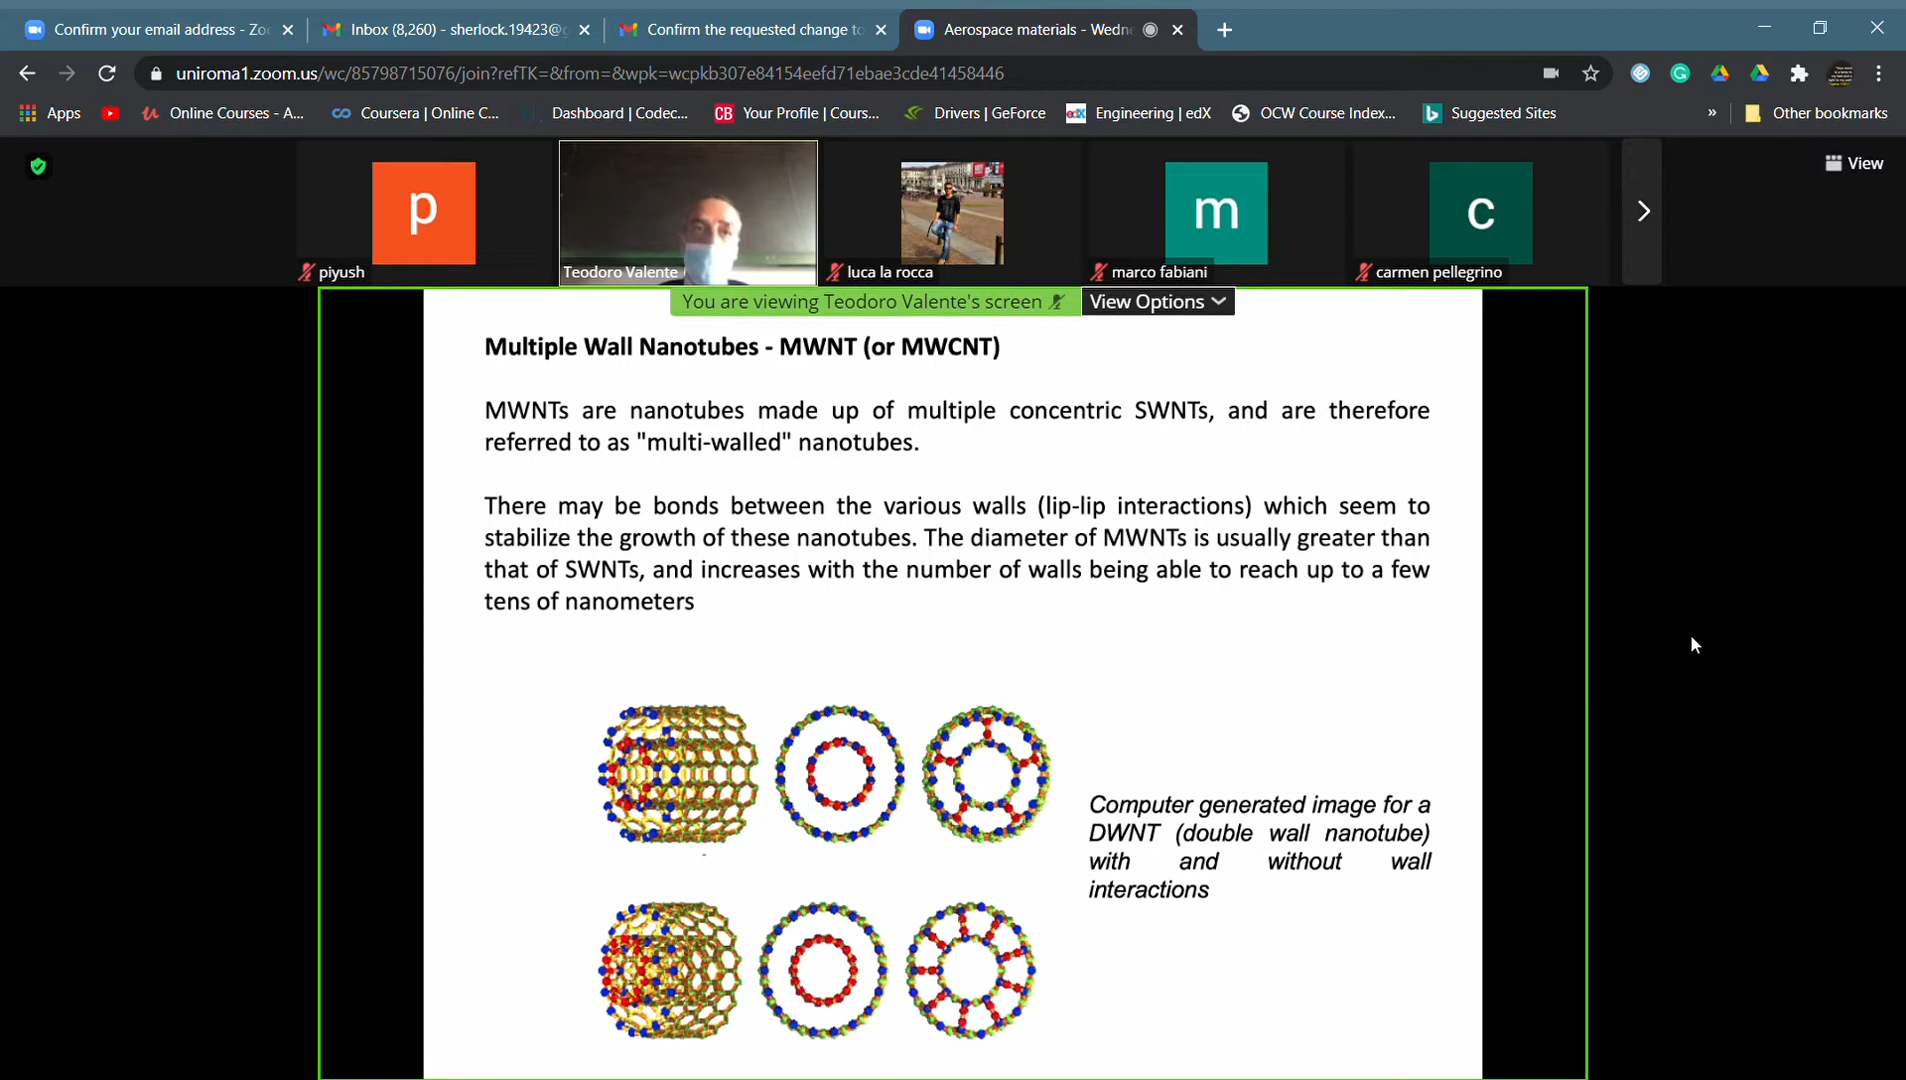 Confirm your email address - Zoo
Inbox (8,260) - sherlock.19423@g
Confirm the requested change to
Aerospace materials - Wedn
uniroma1.zoom.us/wc/85798715076/join?refTK=&from=&wpk=wcpkb307e84154eefd71ebae3cde41458446
Apps
Online Courses - A...
Coursera | Online C...
Dashboard | Codec...
CB
Your Profile | Cours...
Drivers | GeForce
edX
Engineering | edX
OCW Course Index...
Suggested Sites
»
Other bookmarks
View
p
m
c
piyush
Teodoro Valente
luca la rocca
marco fabiani
carmen pellegrino
You are viewing Teodoro Valente's screen
View Options
Multiple Wall Nanotubes - MWNT (or MWCNT)
MWNTs are nanotubes made up of multiple concentric SWNTs, and are therefore
referred to as "multi-walled" nanotubes.
There may be bonds between the various walls (lip-lip interactions) which seem to
stabilize the growth of these nanotubes. The diameter of MWNTs is usually greater than
that of SWNTs, and increases with the number of walls being able to reach up to a few
tens of nanometers
Computer generated image for a
DWNT (double wall nanotube)
with and without wall
interactions